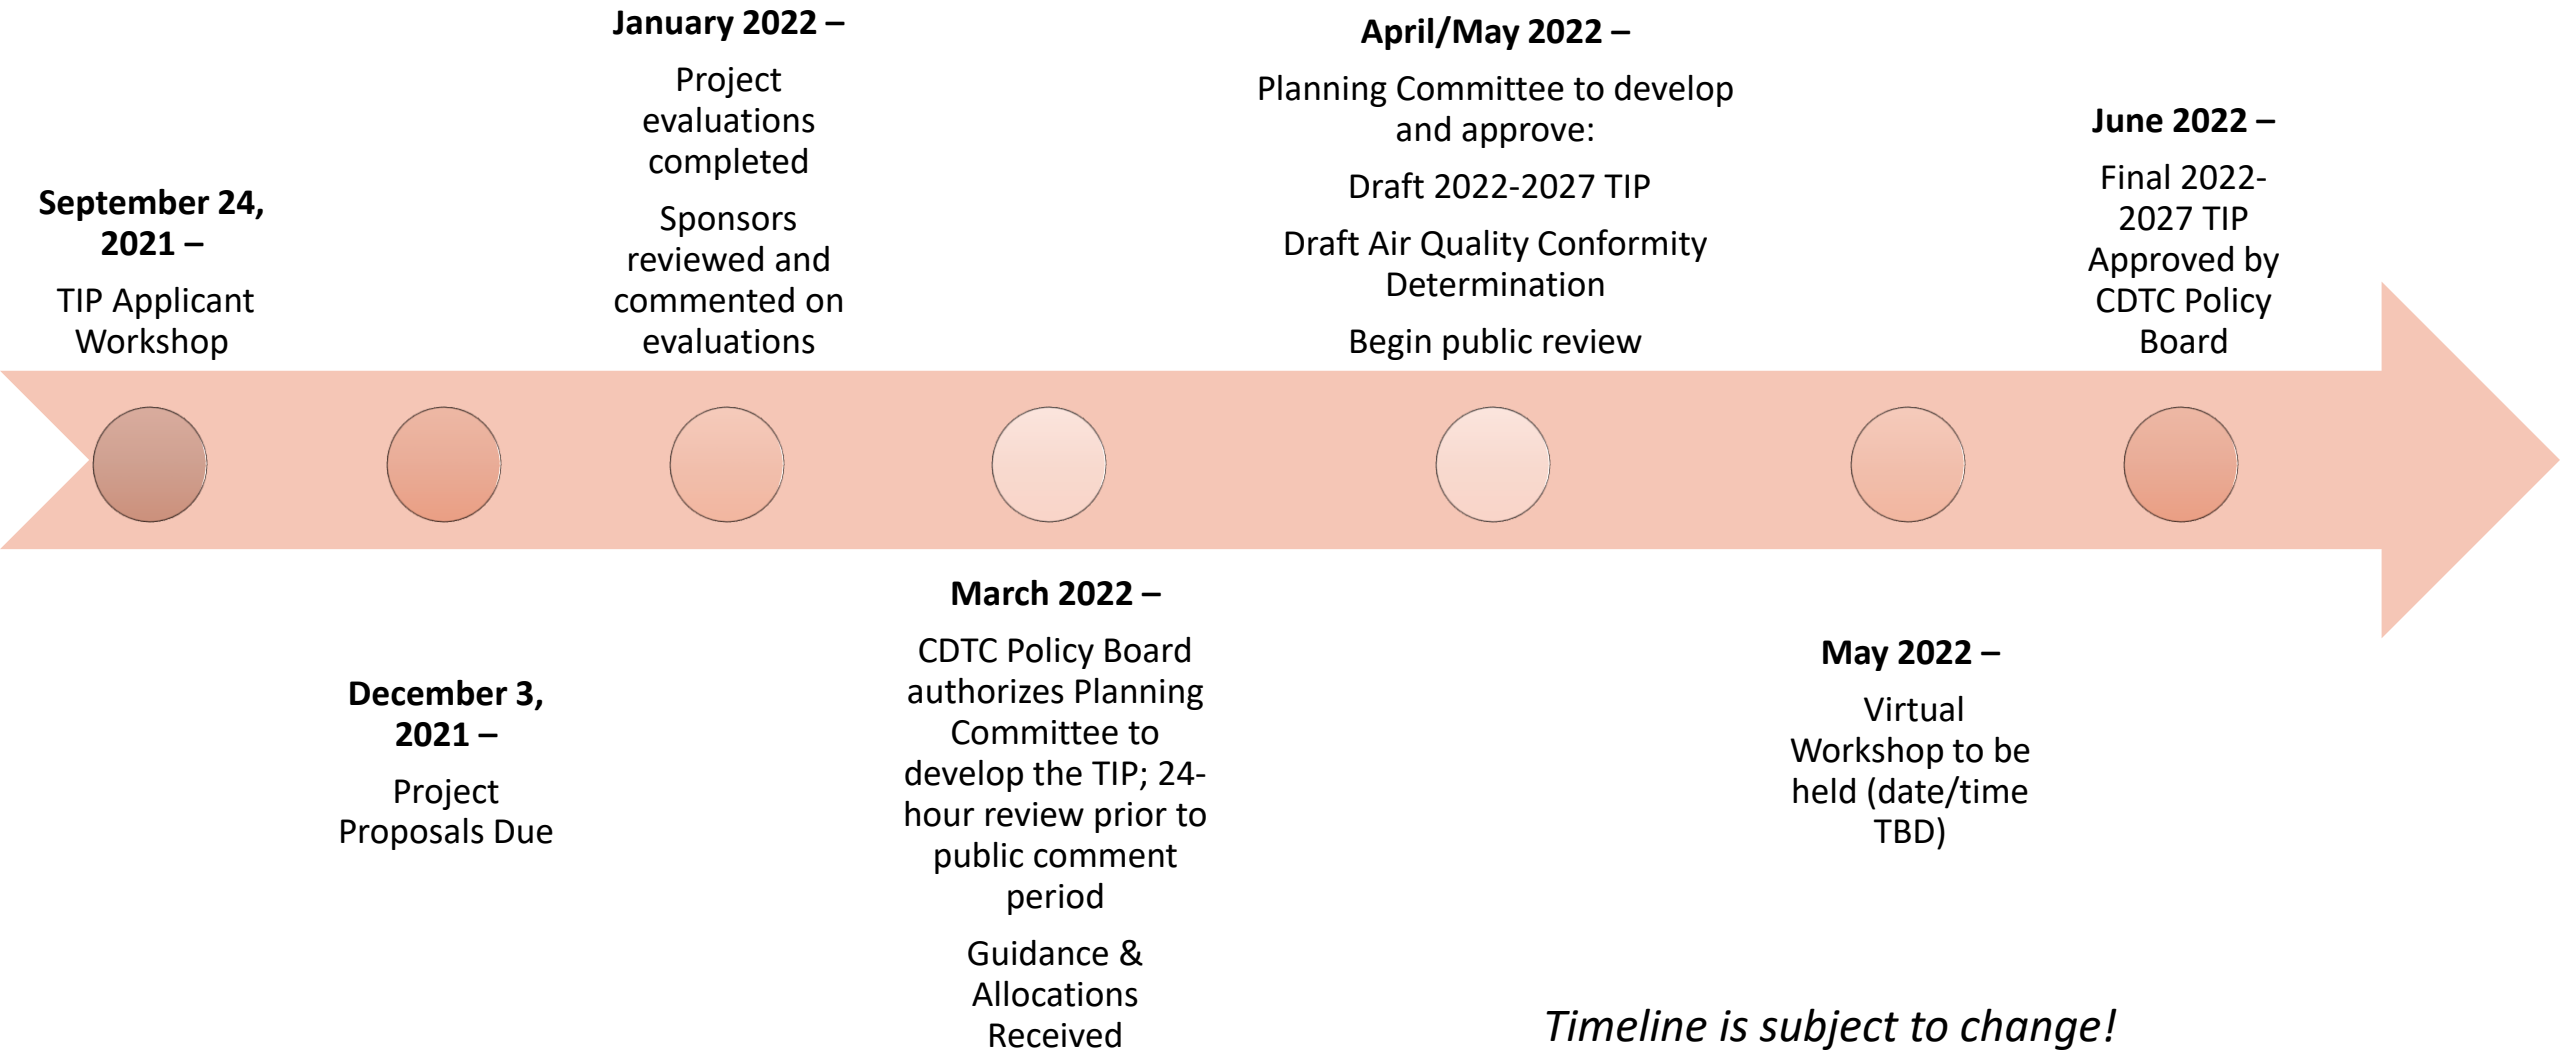 September 24,
2021 –
TIP Applicant
Workshop
December 3,
2021 –
Project
Proposals Due
January 2022 –
Project
evaluations
completed
Sponsors
reviewed and
commented on
evaluations
March 2022 –
CDTC Policy Board
authorizes Planning
Committee to
develop the TIP; 24-
hour review prior to
public comment
period
Guidance &
Allocations
Received
April/May 2022 –
Planning Committee to develop
and approve:
Draft 2022-2027 TIP
Draft Air Quality Conformity
Determination
Begin public review
May 2022 –
Virtual
Workshop to be
held (date/time
TBD)
June 2022 –
Final 2022-
2027 TIP
Approved by
CDTC Policy
Board
Timeline is subject to change!